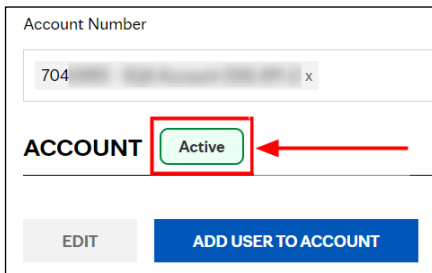 Account Number
704
x
ACCOUNT Active
EDIT ADD USER TO ACCOUNT